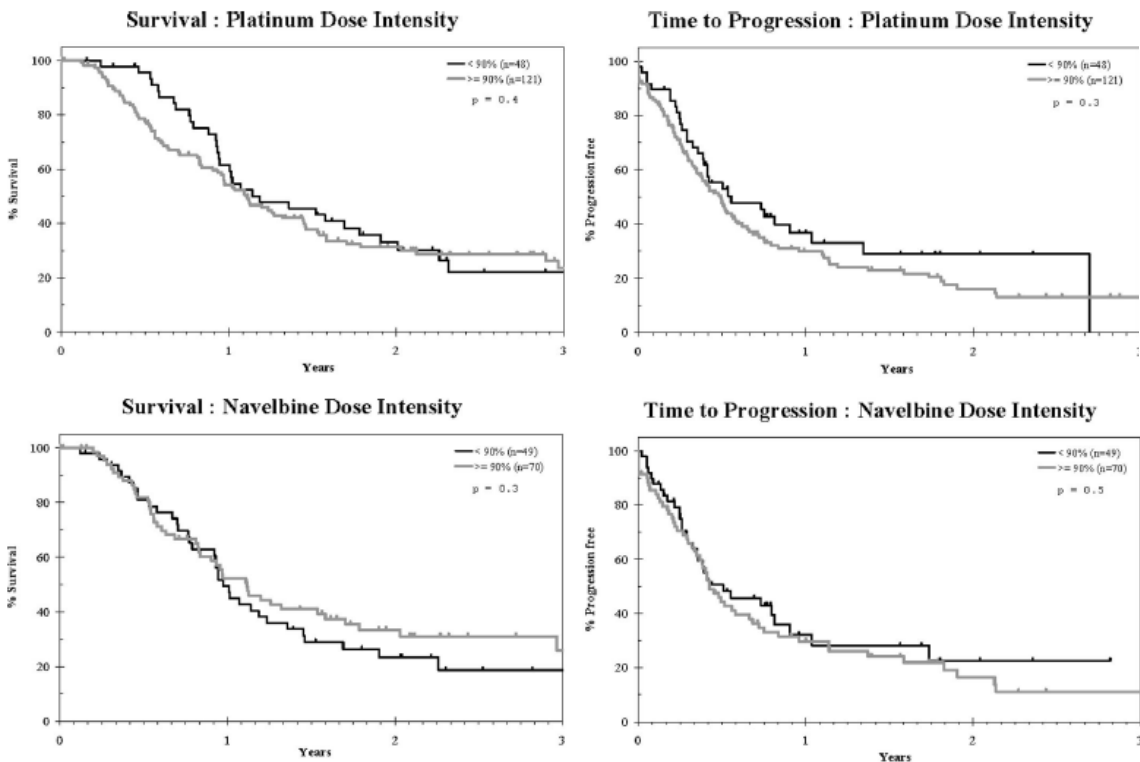 Survival : Platinum Dose Intensity
100
80
60
40
20
0
% Survival
< 90% (n=48)
>= 90% (n=121)
p = 0.4
0 1 2 3
Years
Time to Progression : Platinum Dose Intensity
100
80
60
40
20
0
% Progression free
< 90% (n=48)
>= 90% (n=121)
p = 0.3
0 1 2 3
Years
Survival : Navelbine Dose Intensity
100
80
60
40
20
0
% Survival
< 90% (n=49)
>= 90% (n=70)
p = 0.3
0 1 2 3
Years
Time to Progression : Navelbine Dose Intensity
100
80
60
40
20
0
% Progression free
< 90% (n=49)
>= 90% (n=70)
p = 0.5
0 1 2 3
Years